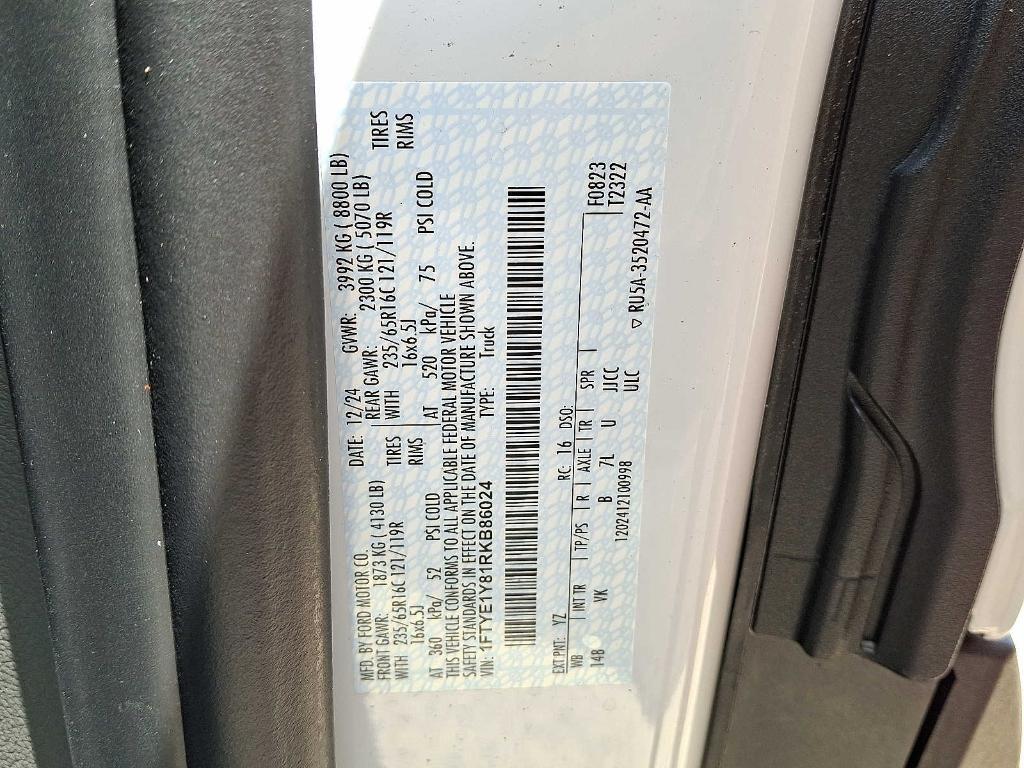 MFD. BY FORD MOTOR CO.
DATE: 12/24 GVWR: 3992 KG ( 8800 LB)
FRONT GAWR: 1873 KG ( 4130 LB) REAR GAWR: 2300 KG ( 5070 LB)
WITH 235/65R16C 121/119R TIRES WITH 235/65R16C 121/119R TIRES
16x6.5J RIMS 16x6.5J RIMS
AT 360 kPa/ 52 PSI COLD AT 520 kPa/ 75 PSI COLD
THIS VEHICLE CONFORMS TO ALL APPLICABLE FEDERAL MOTOR VEHICLE
SAFETY STANDARDS IN EFFECT ON THE DATE OF MANUFACTURE SHOWN ABOVE.
VIN: 1FTYE1Y81RKB86024 TYPE: Truck
EXT PNT: YZ RC: 16 DSO: F0823
WB INT TR TP/PS R AXLE TR SPR T2322
148 VK B 7L U JJCC
1202412100998 ULC
▽ RU5A-3520472-AA